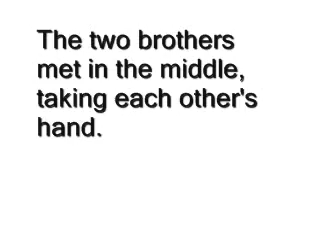 The two brothers
met in the middle,
taking each other's
hand.